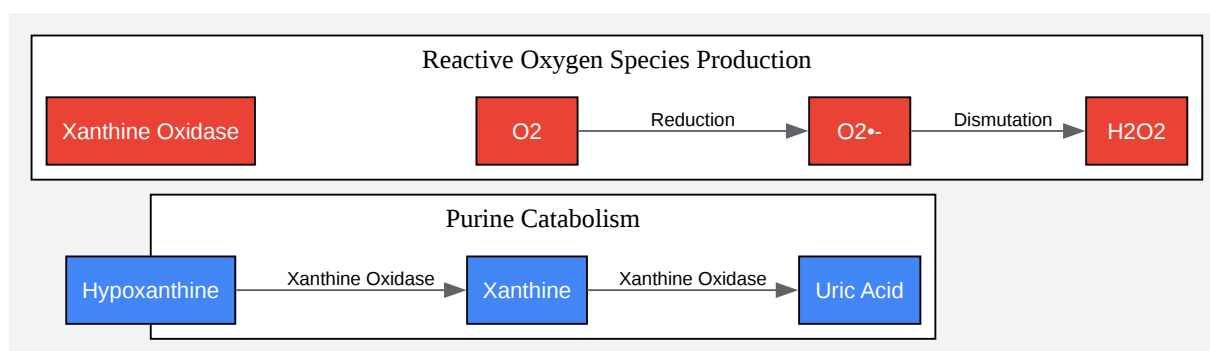 Reactive Oxygen Species Production
Xanthine Oxidase
O2
Reduction
O2•-
Dismutation
H2O2
Purine Catabolism
Hypoxanthine
Xanthine Oxidase
Xanthine
Xanthine Oxidase
Uric Acid